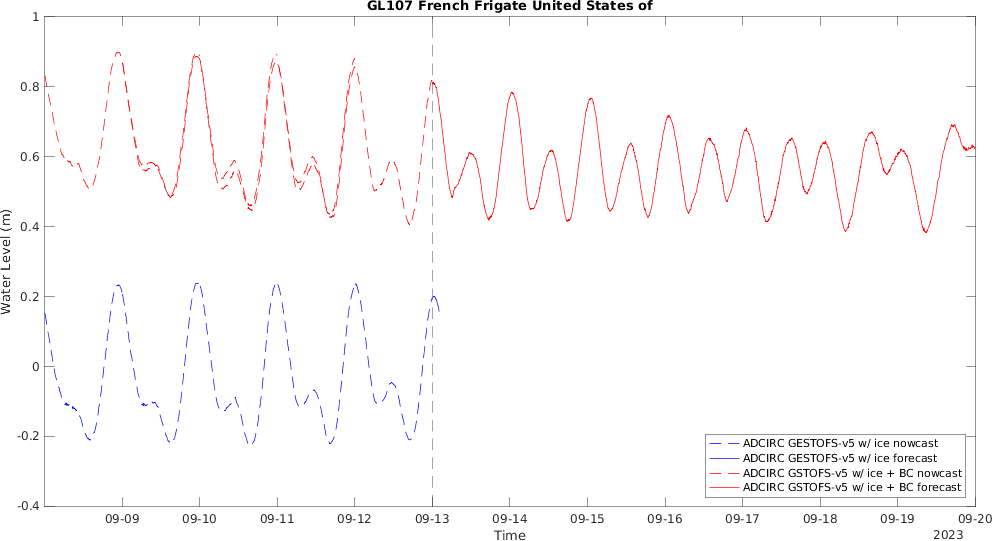 GL107 French Frigate United States of
Water Level (m)
1
0.8
0.6
0.4
0.2
0
-0.2
-0.4
ADCIRC GESTOFS-v5 w/ ice nowcast
ADCIRC GESTOFS-v5 w/ ice forecast
ADCIRC GSTOFS-v5 w/ ice + BC nowcast
ADCIRC GSTOFS-v5 w/ ice + BC forecast
09-09 09-10 09-11 09-12 09-13 09-14 09-15 09-16 09-17 09-18 09-19 09-20
Time
2023